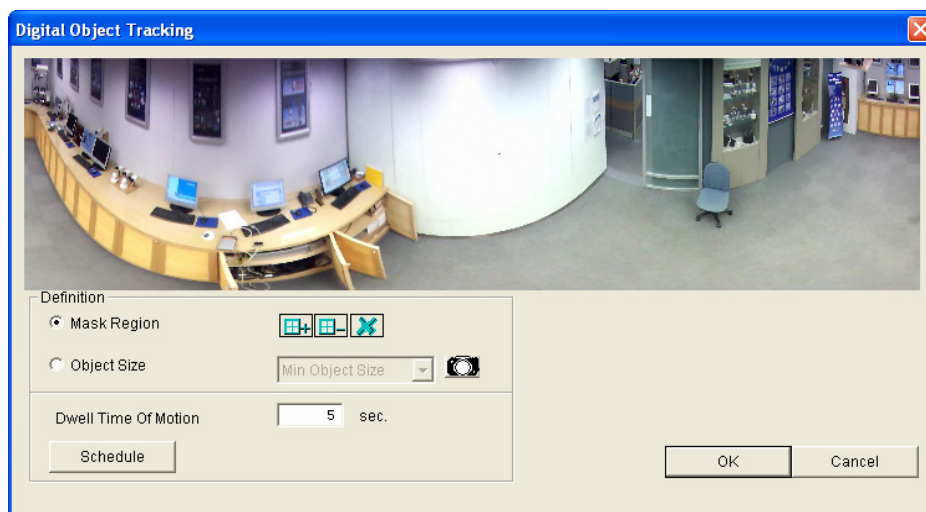 Digital Object Tracking
Definition
Mask Region
Object Size
Min Object Size
Dwell Time Of Motion
5 sec.
Schedule
OK
Cancel